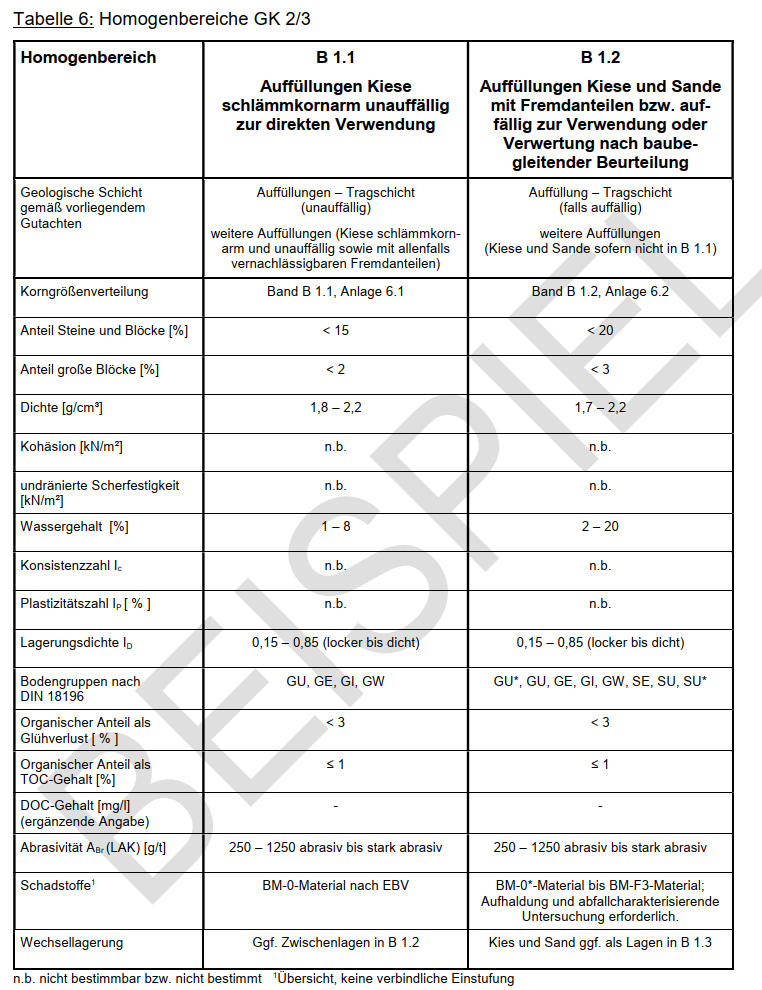 Tabelle 6: Homogenbereiche GK 2/3
Homogenbereich
B 1.1
Auffüllungen Kiese
schlämmkornarm unauffällig
zur direkten Verwendung
B 1.2
Auffüllungen Kiese und Sande
mit Fremdanteilen bzw. auf-
fällig zur Verwendung oder
Verwertung nach baube-
gleitender Beurteilung
Geologische Schicht
gemäß vorliegendem
Gutachten
Auffüllungen – Tragschicht
(unauffällig)
weitere Auffüllungen (Kiese schlämmkorn-
arm und unauffällig sowie mit allenfalls
vernachlässigbaren Fremdanteilen)
Auffüllung – Tragschicht
(falls auffällig)
weitere Auffüllungen
(Kiese und Sande sofern nicht in B 1.1)
Korngrößenverteilung
Band B 1.1, Anlage 6.1
Band B 1.2, Anlage 6.2
Anteil Steine und Blöcke [%]
< 15
< 20
Anteil große Blöcke [%]
< 2
< 3
Dichte [g/cm³]
1,8 – 2,2
1,7 – 2,2
Kohäsion [kN/m²]
n.b.
n.b.
undränierte Scherfestigkeit
[kN/m²]
n.b.
n.b.
Wassergehalt [%]
1 – 8
2 – 20
Konsistenzzahl Ic
n.b.
n.b.
Plastizitätszahl IP [ % ]
n.b.
n.b.
Lagerungsdichte ID
0,15 – 0,85 (locker bis dicht)
0,15 – 0,85 (locker bis dicht)
Bodengruppen nach
DIN 18196
GU, GE, GI, GW
GU*, GU, GE, GI, GW, SE, SU, SU*
Organischer Anteil als
Glühverlust [ % ]
< 3
< 3
Organischer Anteil als
TOC-Gehalt [%]
≤ 1
≤ 1
DOC-Gehalt [mg/l]
(ergänzende Angabe)
-
-
Abrasivität ABr (LAK) [g/t]
250 – 1250 abrasiv bis stark abrasiv
250 – 1250 abrasiv bis stark abrasiv
Schadstoffe¹
BM-0-Material nach EBV
BM-0*-Material bis BM-F3-Material;
Aufhaldung und abfallcharakterisierende
Untersuchung erforderlich.
Wechsellagerung
Ggf. Zwischenlagen in B 1.2
Kies und Sand ggf. als Lagen in B 1.3
n.b. nicht bestimmbar bzw. nicht bestimmt ¹Übersicht, keine verbindliche Einstufung
BEISPIEL